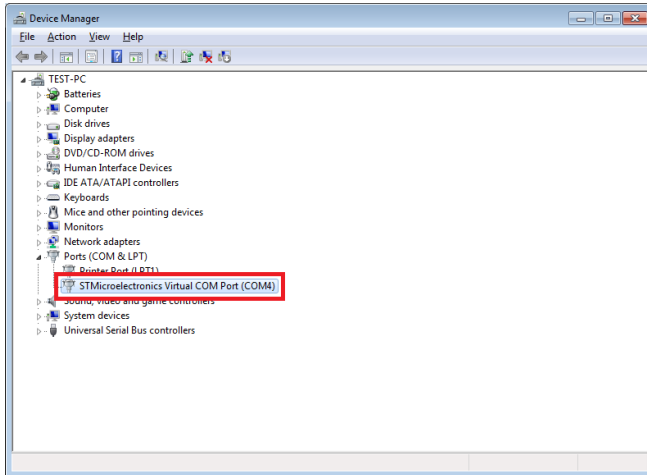 Device Manager
File Action View Help
TEST-PC
Batteries
Computer
Disk drives
Display adapters
DVD/CD-ROM drives
Human Interface Devices
IDE ATA/ATAPI controllers
Keyboards
Mice and other pointing devices
Monitors
Network adapters
Ports (COM & LPT)
Printer Port (LPT1)
STMicroelectronics Virtual COM Port (COM4)
Sound, video and game controllers
System devices
Universal Serial Bus controllers